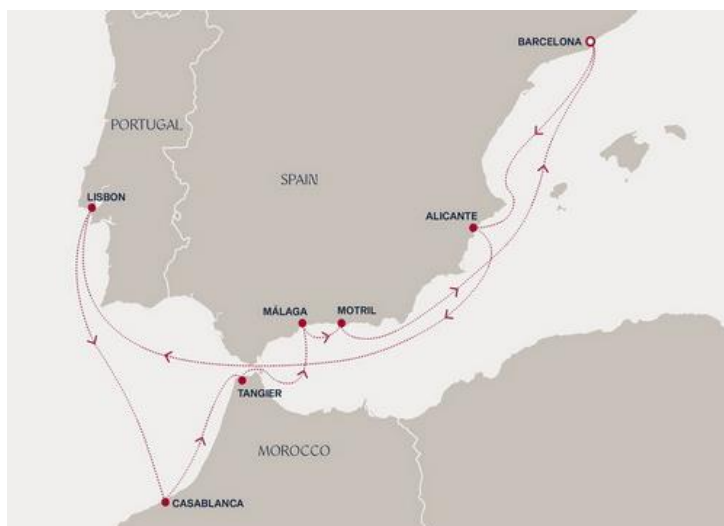 BARCELONA
PORTUGAL
SPAIN
LISBON
ALICANTE
MÁLAGA
MOTRIL
TANGIER
MOROCCO
CASABLANCA